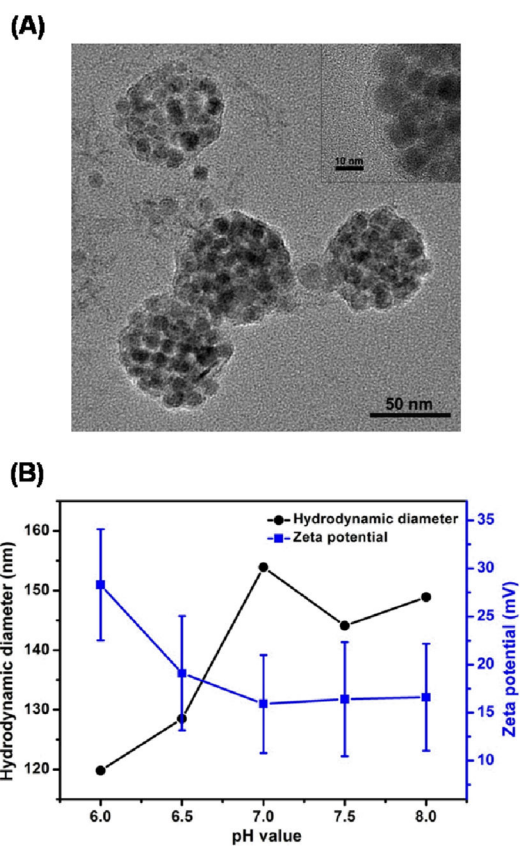 (A)
10 nm
50 nm
(B)
Hydrodynamic diameter
Zeta potential
Hydrodynamic diameter (nm)
160
150
140
130
120
Zeta potential (mV)
35
30
25
20
15
10
6.0 6.5 7.0 7.5 8.0
pH value